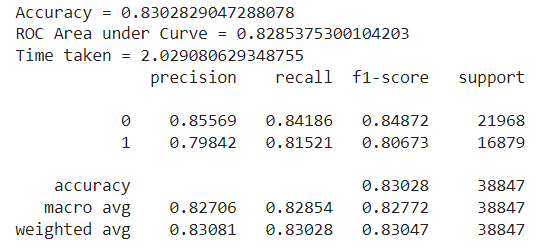 Accuracy = 0.8302829047288078
ROC Area under Curve = 0.8285375300104203
Time taken = 2.029080629348755
precision recall f1-score support
0 0.85569 0.84186 0.84872 21968
1 0.79842 0.81521 0.80673 16879
accuracy 0.83028 38847
macro avg 0.82706 0.82854 0.82772 38847
weighted avg 0.83081 0.83028 0.83047 38847